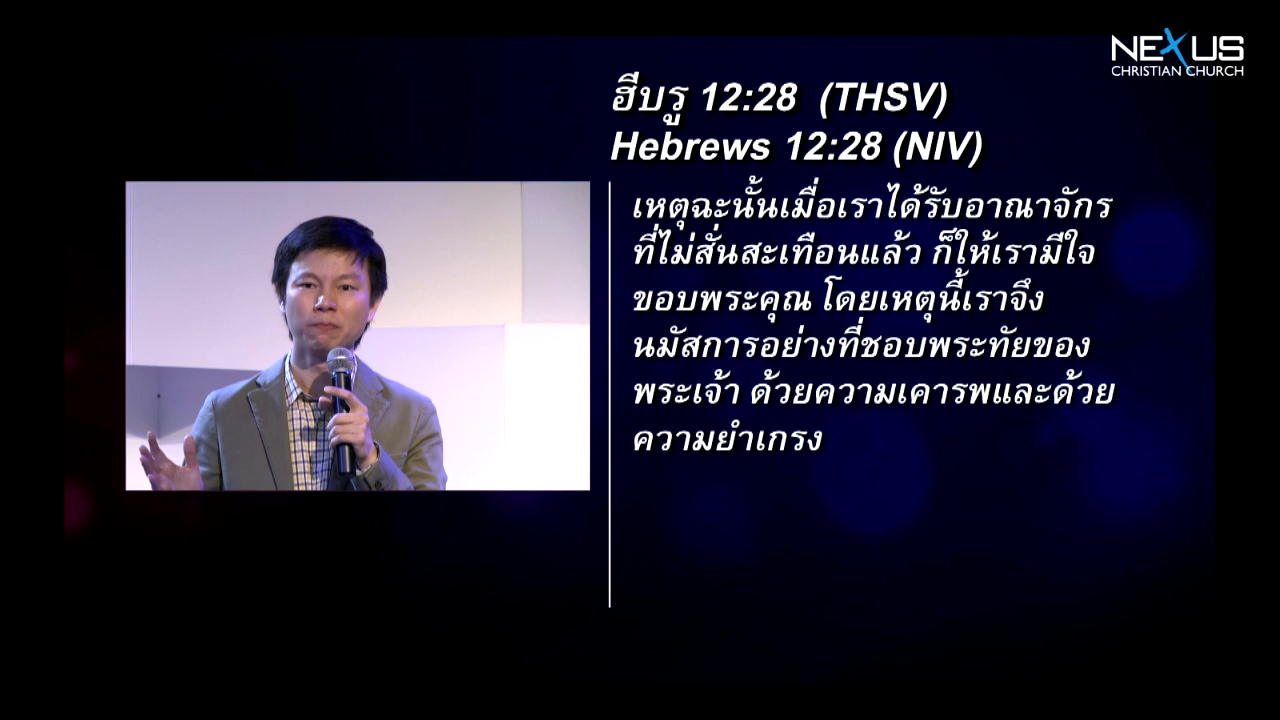 NEXUS
CHRISTIAN CHURCH
ฮีบรู 12:28 (THSV)
Hebrews 12:28 (NIV)
เหตุฉะนั้นเมื่อเราได้รับอาณาจักร
ที่ไม่สั่นสะเทือนแล้ว ก็ให้เรามีใจ
ขอบพระคุณ โดยเหตุนี้เราจึง
นมัสการอย่างที่ชอบพระทัยของ
พระเจ้า ด้วยความเคารพและด้วย
ความยำเกรง